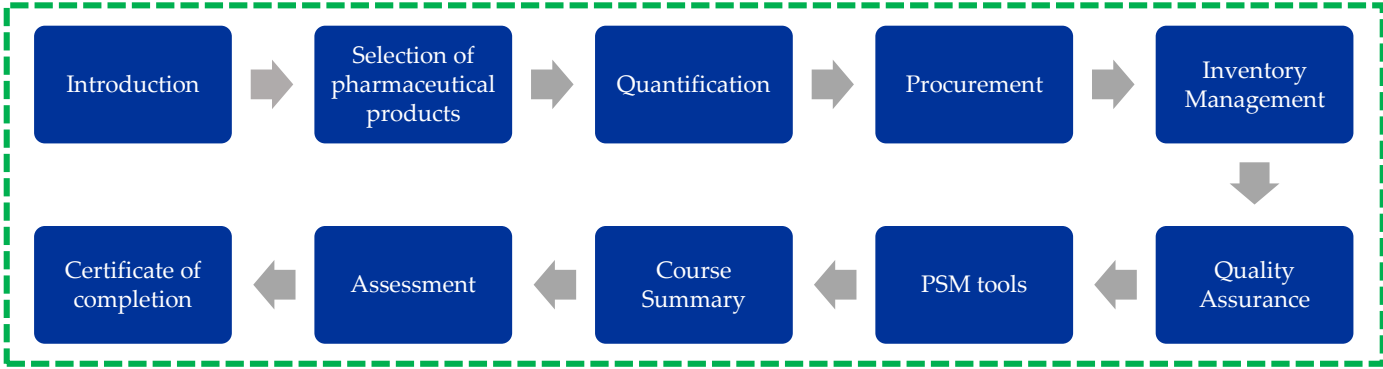 Introduction
Selection of
pharmaceutical
products
Quantification
Procurement
Inventory
Management
Quality
Assurance
PSM tools
Course
Summary
Assessment
Certificate of
completion